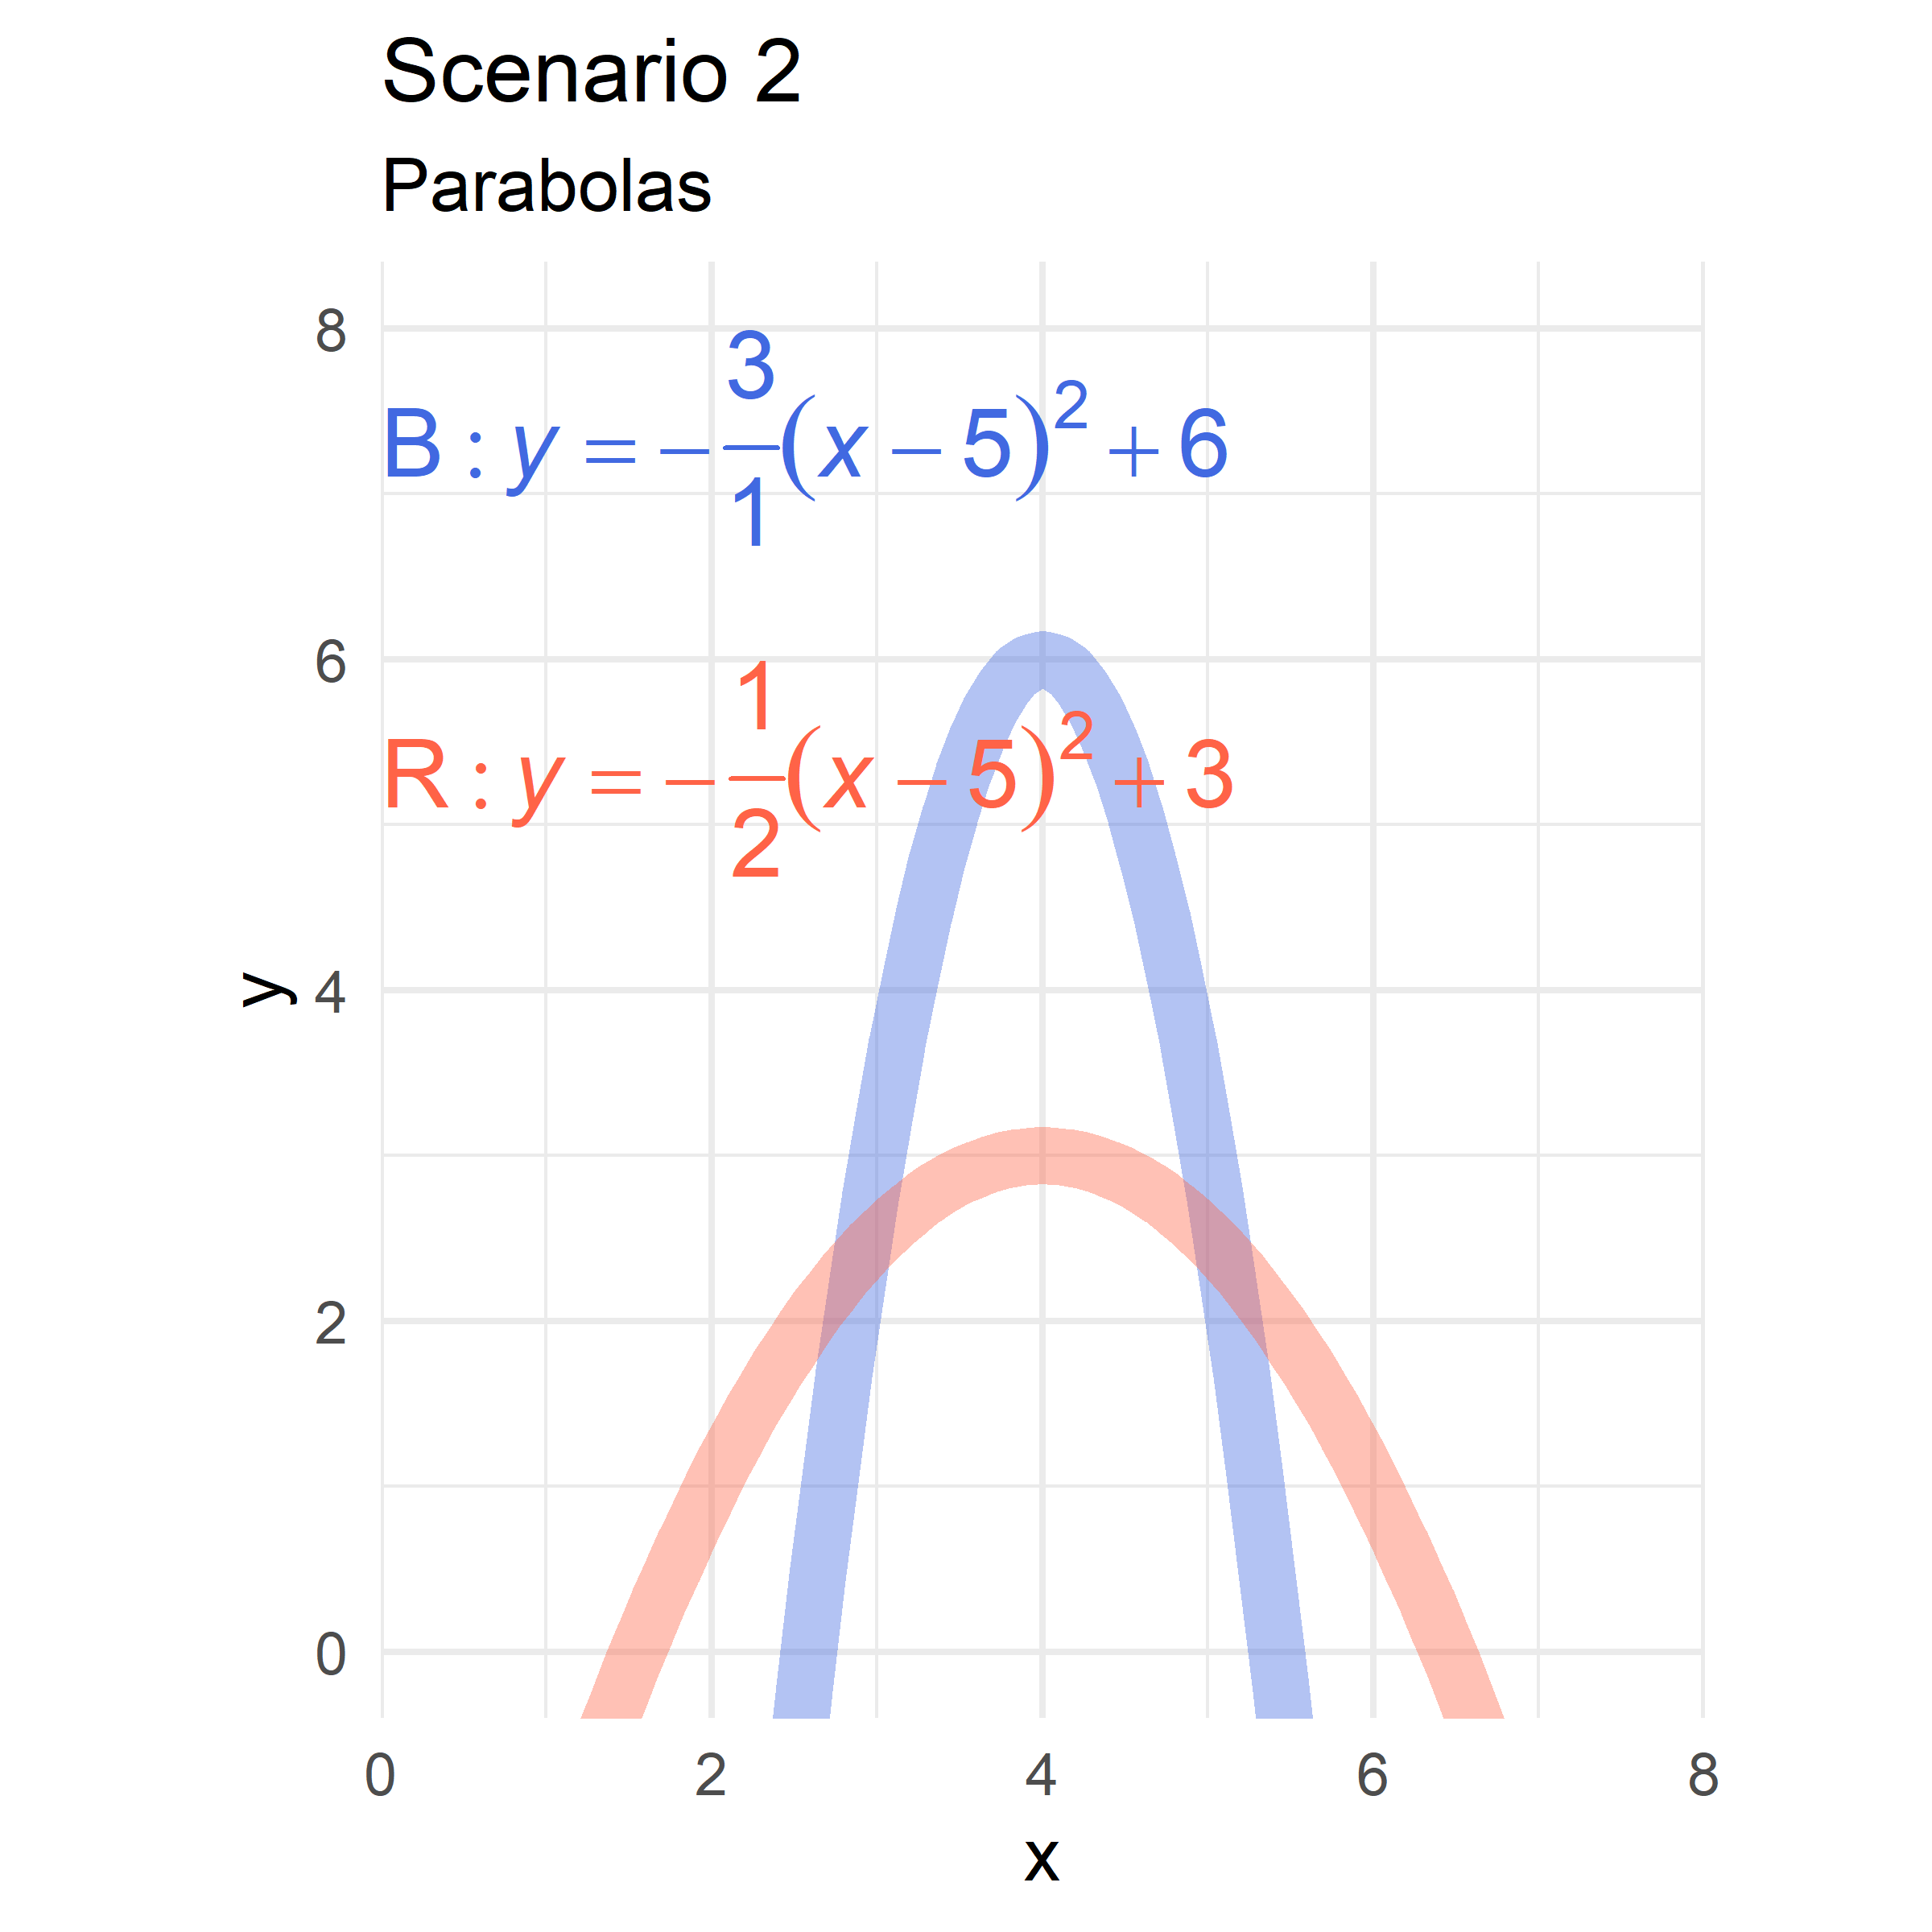 Scenario 2
Parabolas
8
B : y = −3/1(x − 5)² + 6
6
R : y = −1/2(x − 5)² + 3
y
4
2
0
0 2 4 6 8
x